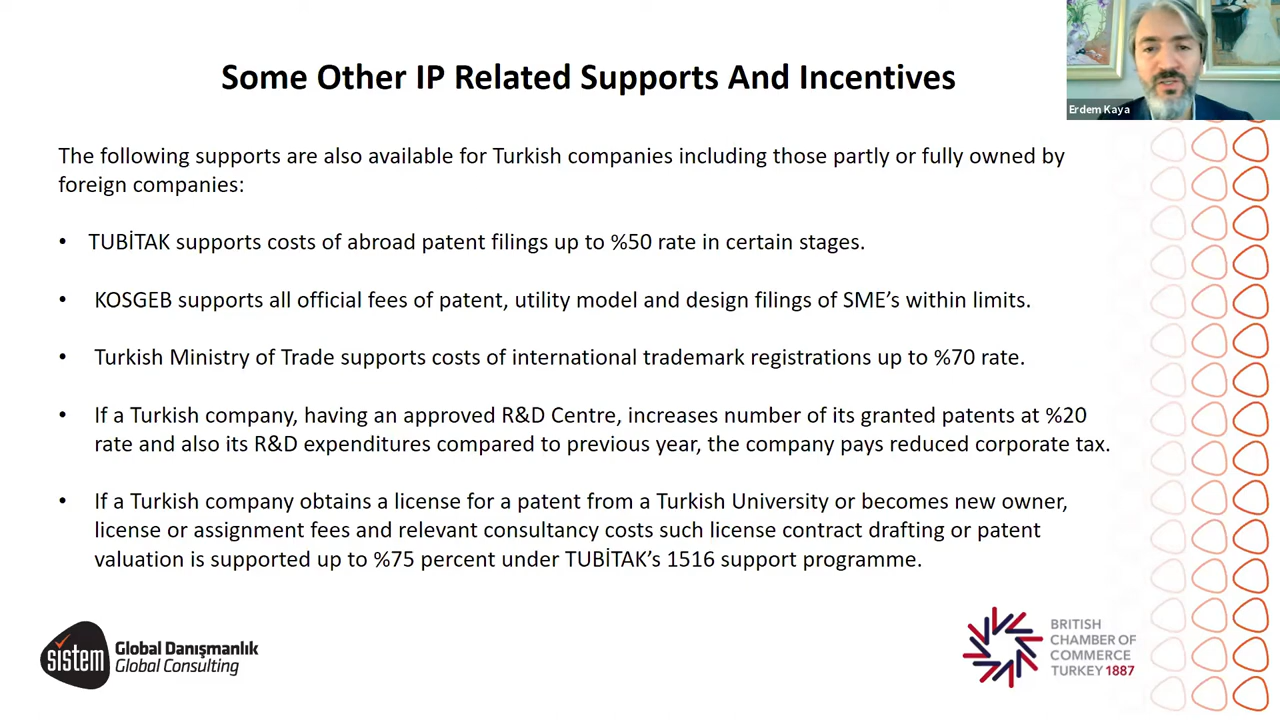 Some Other IP Related Supports And Incentives
Erdem Kaya
The following supports are also available for Turkish companies including those partly or fully owned by
foreign companies:
• TUBİTAK supports costs of abroad patent filings up to %50 rate in certain stages.
• KOSGEB supports all official fees of patent, utility model and design filings of SME’s within limits.
• Turkish Ministry of Trade supports costs of international trademark registrations up to %70 rate.
• If a Turkish company, having an approved R&D Centre, increases number of its granted patents at %20
rate and also its R&D expenditures compared to previous year, the company pays reduced corporate tax.
• If a Turkish company obtains a license for a patent from a Turkish University or becomes new owner,
license or assignment fees and relevant consultancy costs such license contract drafting or patent
valuation is supported up to %75 percent under TUBİTAK’s 1516 support programme.
sistem
Global Danışmanlık
Global Consulting
BRITISH
CHAMBER OF
COMMERCE
TURKEY 1887